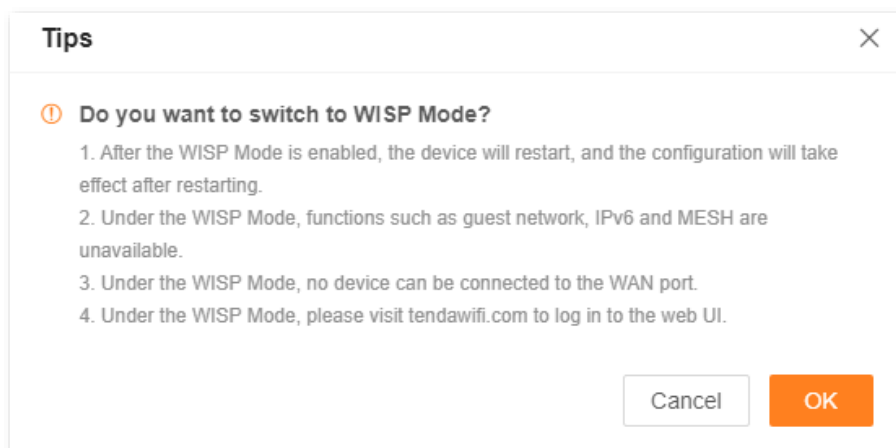 Tips
Do you want to switch to WISP Mode?
1. After the WISP Mode is enabled, the device will restart, and the configuration will take
effect after restarting.
2. Under the WISP Mode, functions such as guest network, IPv6 and MESH are
unavailable.
3. Under the WISP Mode, no device can be connected to the WAN port.
4. Under the WISP Mode, please visit tendawifi.com to log in to the web UI.
Cancel OK